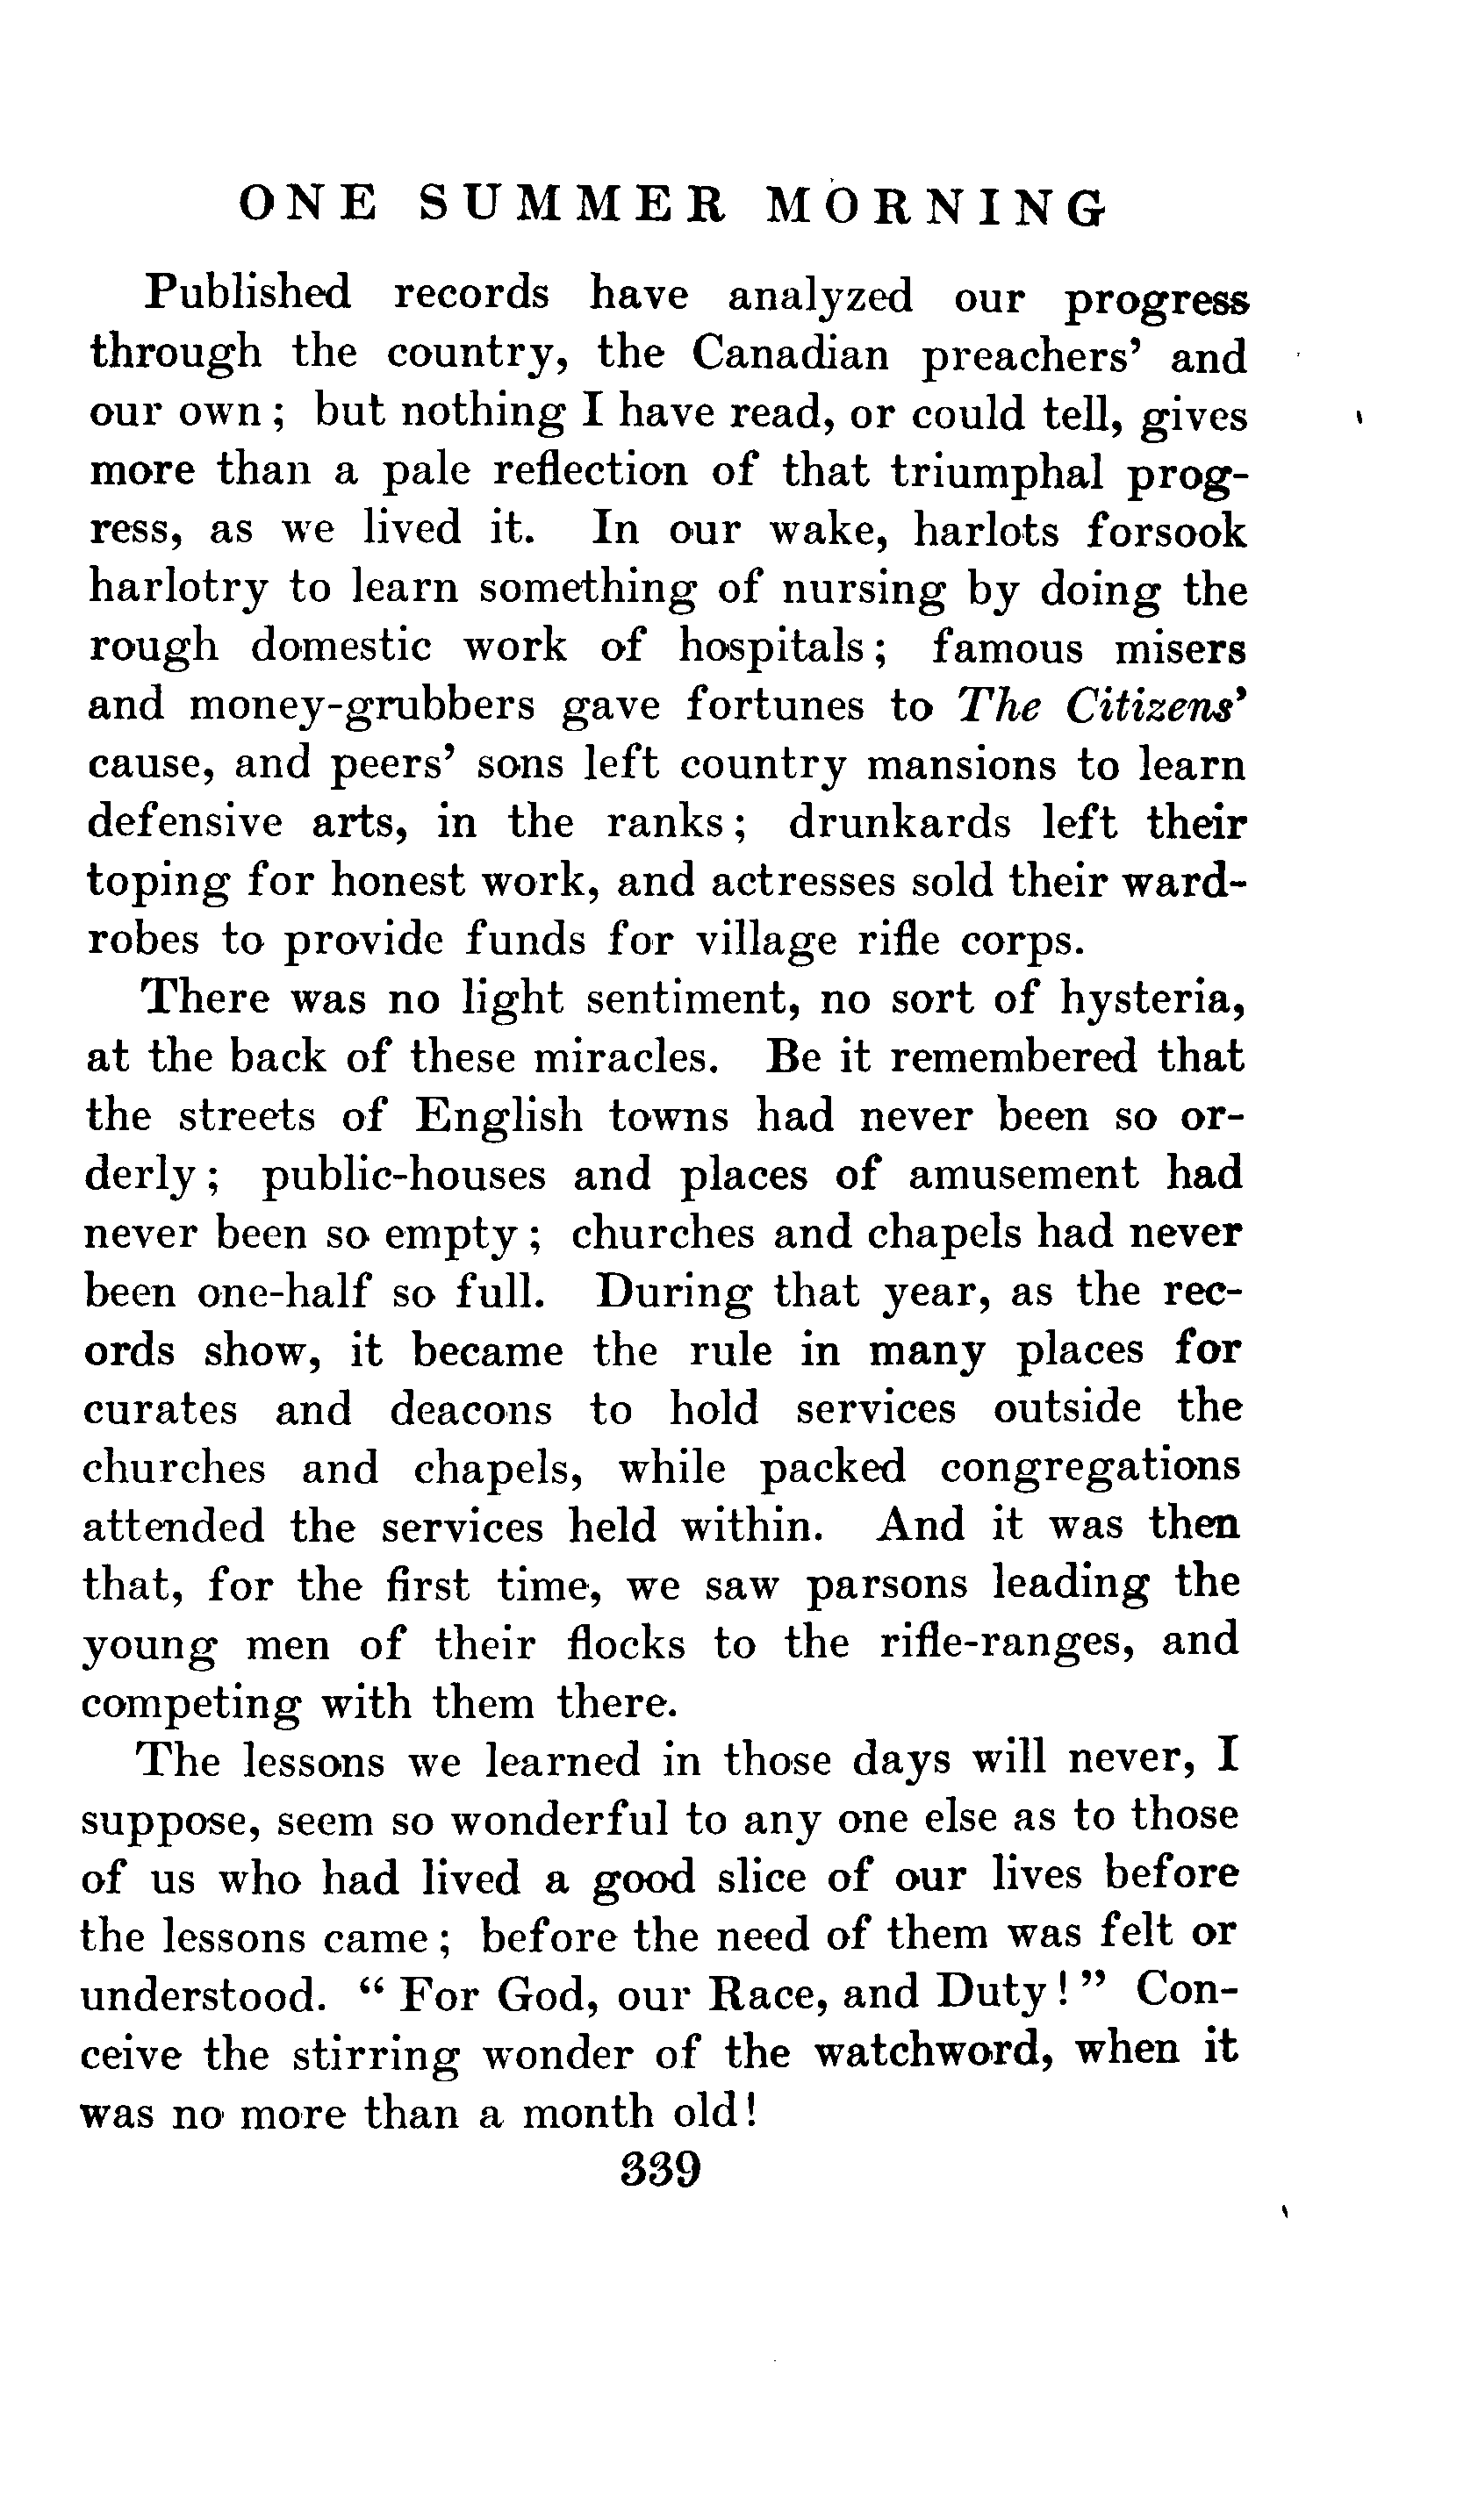 ONE SUMMER MORNING
Published records have analyzed our progress
through the country, the Canadian preachers' and
our own; but nothing I have read, or could tell, gives
more than a pale reflection of that triumphal prog-
ress, as we lived it. In our wake, harlots forsook
harlotry to learn something of nursing by doing the
rough domestic work of hospitals; famous misers
and money-grubbers gave fortunes to The Citizens'
cause, and peers' sons left country mansions to learn
defensive arts, in the ranks; drunkards left their
toping for honest work, and actresses sold their ward-
robes to provide funds for village rifle corps.
There was no light sentiment, no sort of hysteria,
at the back of these miracles. Be it remembered that
the streets of English towns had never been so or-
derly; public-houses and places of amusement had
never been so empty; churches and chapels had never
been one-half so full. During that year, as the rec-
ords show, it became the rule in many places for
curates and deacons to hold services outside the
churches and chapels, while packed congregations
attended the services held within. And it was then
that, for the first time, we saw parsons leading the
young men of their flocks to the rifle-ranges, and
competing with them there.
The lessons we learned in those days will never, I
suppose, seem so wonderful to any one else as to those
of us who had lived a good slice of our lives before
the lessons came; before the need of them was felt or
understood. "For God, our Race, and Duty!" Con-
ceive the stirring wonder of the watchword, when it
was no more than a month old!
339